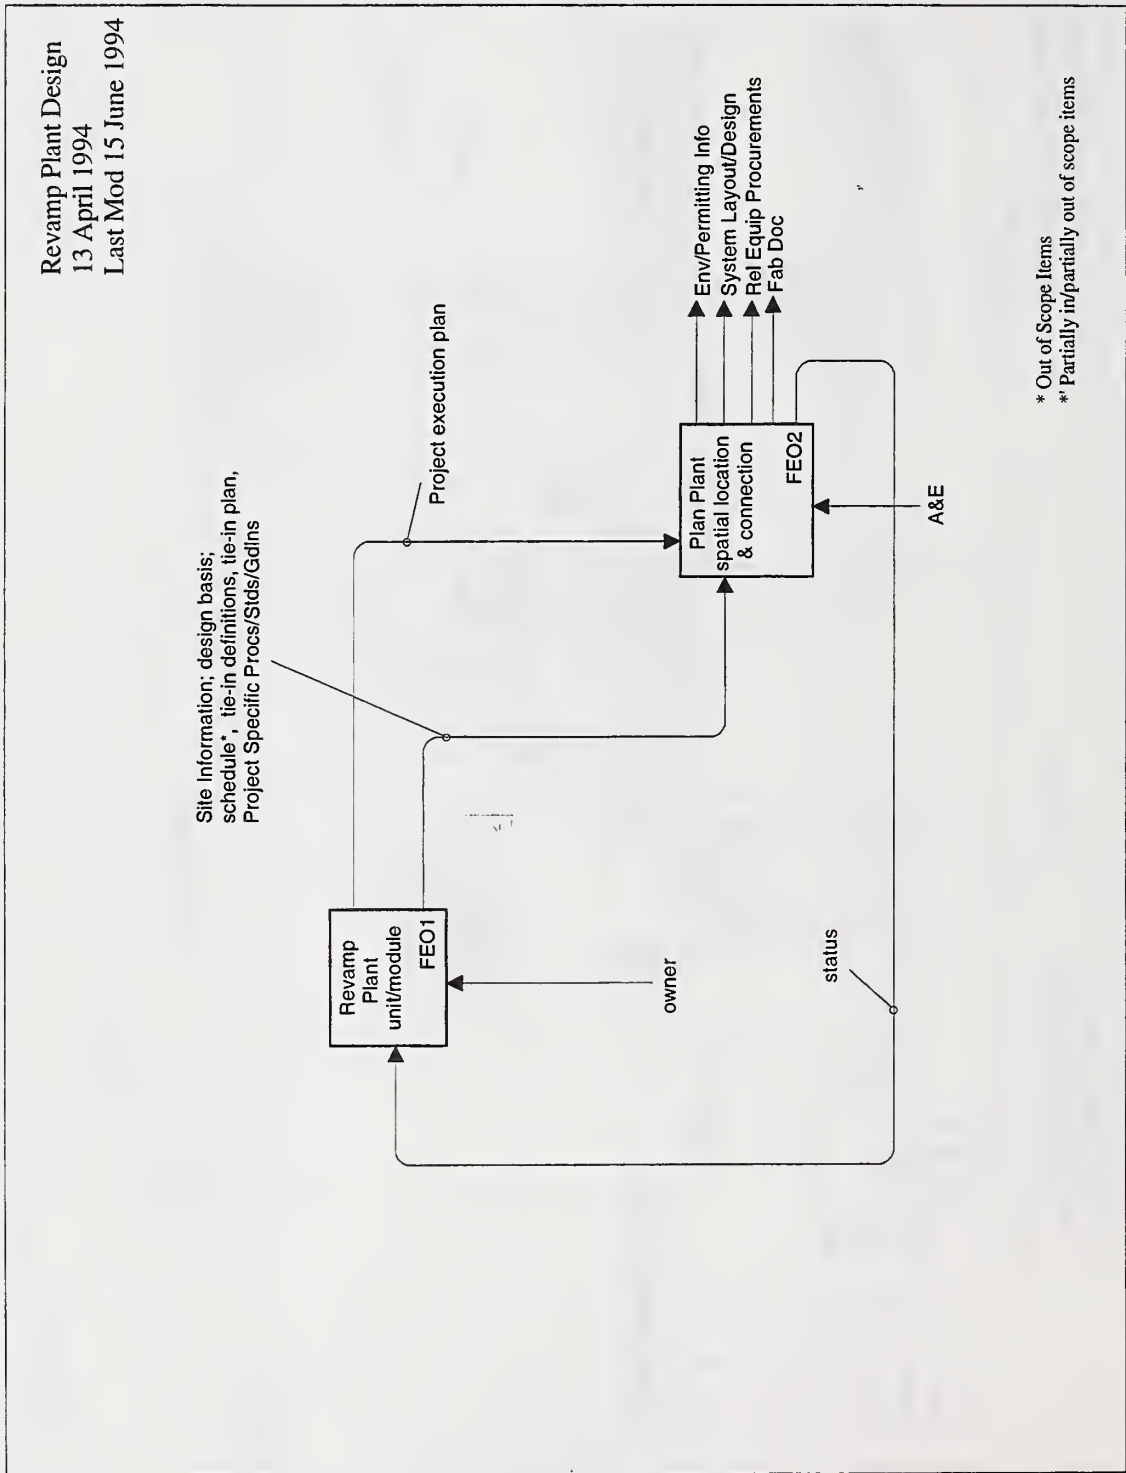 Revamp Plant Design
13 April 1994
Last Mod 15 June 1994
Site Information; design basis;
schedule*, tie-in definitions, tie-in plan,
Project Specific Procs/Stds/Gdlns
Project execution plan
Revamp
Plant
unit/module
FEO1
owner
Plan Plant
spatial location
& connection
FEO2
Env/Permitting Info
System Layout/Design
Rel Equip Procurements
Fab Doc
A&E
status
* Out of Scope Items
*' Partially in/partially out of scope items